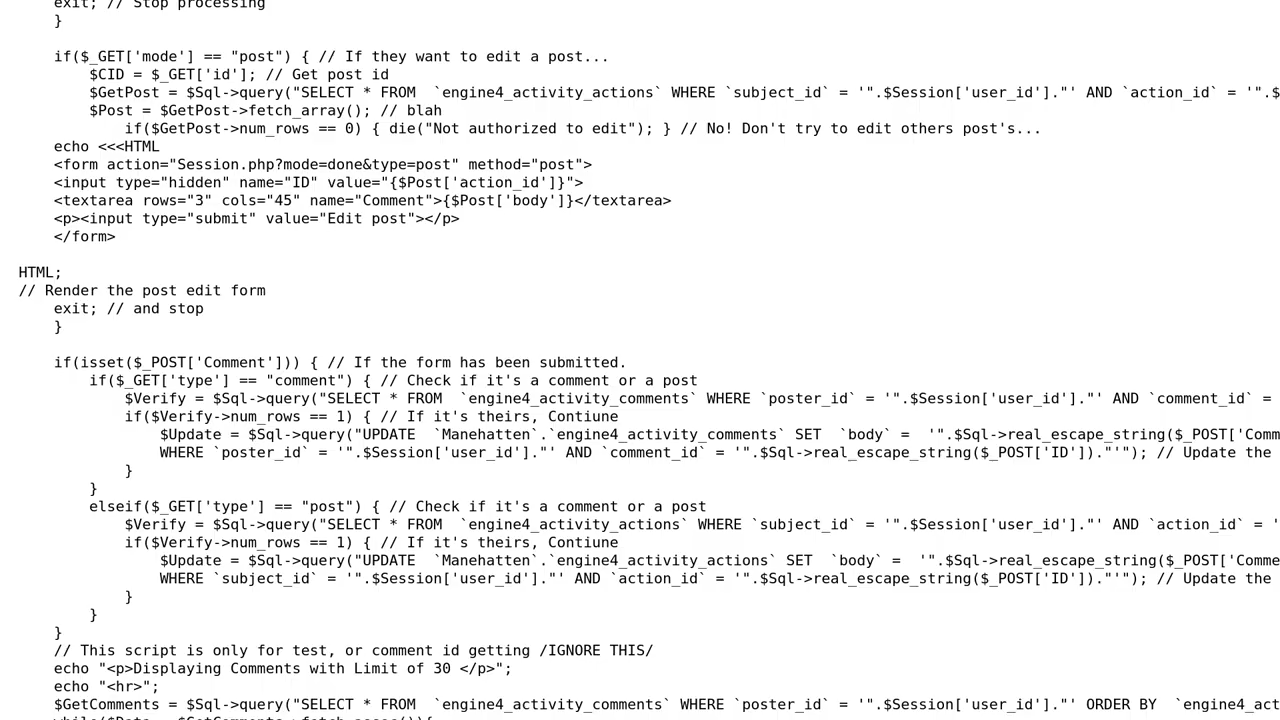 exit; // Stop processing
}
if($_GET['mode'] == "post") { // If they want to edit a post...
$CID = $_GET['id']; // Get post id
$GetPost = $Sql->query("SELECT * FROM  `engine4_activity_actions` WHERE `subject_id` = '".$Session['user_id']."' AND `action_id` = '".$
$Post = $GetPost->fetch_array(); // blah
if($GetPost->num_rows == 0) { die("Not authorized to edit"); } // No! Don't try to edit others post's...
echo <<<HTML
<form action="Session.php?mode=done&type=post" method="post">
<input type="hidden" name="ID" value="{$Post['action_id']}">
<textarea rows="3" cols="45" name="Comment">{$Post['body']}</textarea>
<p><input type="submit" value="Edit post"></p>
</form>
HTML;
// Render the post edit form
exit; // and stop
}
if(isset($_POST['Comment'])) { // If the form has been submitted.
if($_GET['type'] == "comment") { // Check if it's a comment or a post
$Verify = $Sql->query("SELECT * FROM  `engine4_activity_comments` WHERE `poster_id` = '".$Session['user_id']."' AND `comment_id` =
if($Verify->num_rows == 1) { // If it's theirs, Contiune
$Update = $Sql->query("UPDATE  `Manehatten`.`engine4_activity_comments` SET  `body` =  '".$Sql->real_escape_string($_POST['Comm
WHERE `poster_id` = '".$Session['user_id']."' AND `comment_id` = '".$Sql->real_escape_string($_POST['ID'])."'"); // Update the
}
}
elseif($_GET['type'] == "post") { // Check if it's a comment or a post
$Verify = $Sql->query("SELECT * FROM  `engine4_activity_actions` WHERE `subject_id` = '".$Session['user_id']."' AND `action_id` = '
if($Verify->num_rows == 1) { // If it's theirs, Contiune
$Update = $Sql->query("UPDATE  `Manehatten`.`engine4_activity_actions` SET  `body` =  '".$Sql->real_escape_string($_POST['Comme
WHERE `subject_id` = '".$Session['user_id']."' AND `action_id` = '".$Sql->real_escape_string($_POST['ID'])."'"); // Update the
}
}
}
// This script is only for test, or comment id getting /IGNORE THIS/
echo "<p>Displaying Comments with Limit of 30 </p>";
echo "<hr>";
$GetComments = $Sql->query("SELECT * FROM  `engine4_activity_comments` WHERE `poster_id` = '".$Session['user_id']."' ORDER BY  `engine4_act
while($Data = $GetComments->fetch_assoc()){